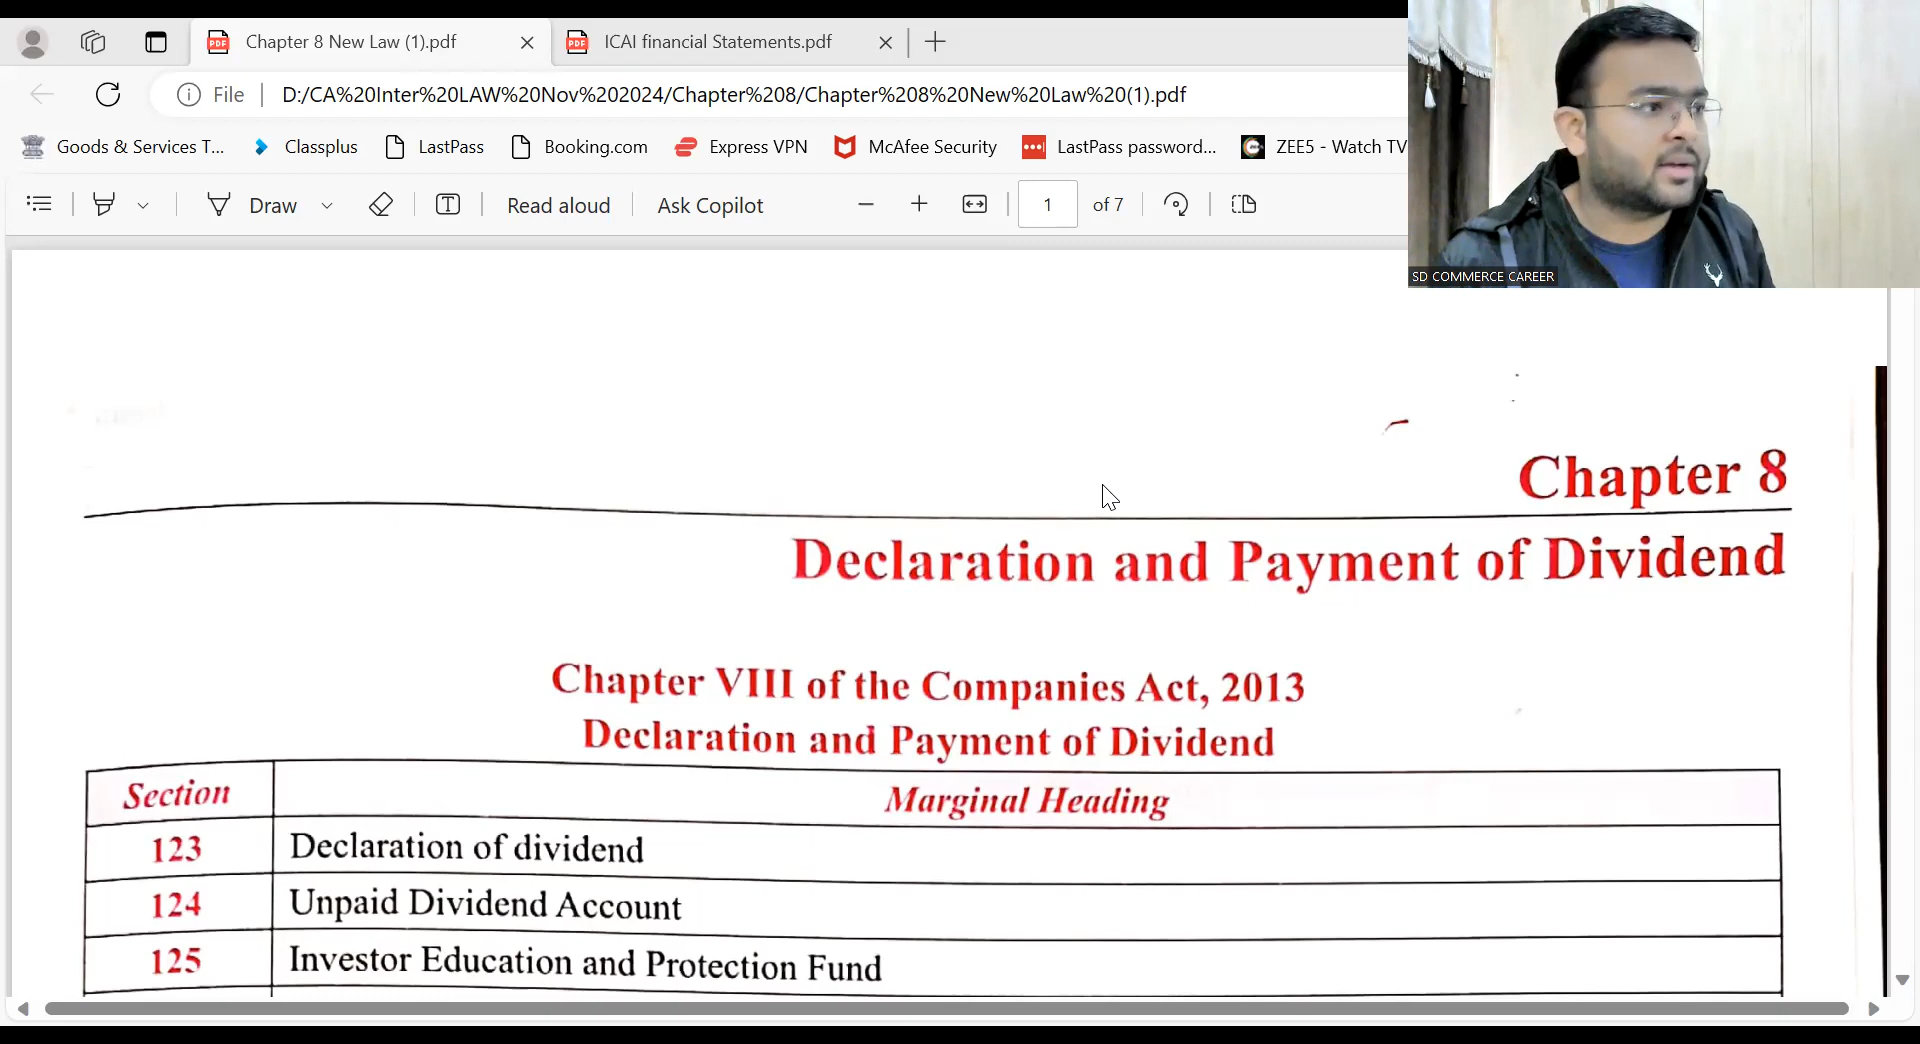 Chapter 8 New Law (1).pdf
ICAI financial Statements.pdf
File
D:/CA%20Inter%20LAW%20Nov%202024/Chapter%208/Chapter%208%20New%20Law%20(1).pdf
Goods & Services T...
Classplus
LastPass
Booking.com
Express VPN
McAfee Security
LastPass password...
ZEE5 - Watch TV
Draw
Read aloud
Ask Copilot
1
of 7
SD COMMERCE CAREER
Chapter 8
Declaration and Payment of Dividend
Chapter VIII of the Companies Act, 2013
Declaration and Payment of Dividend
Section Marginal Heading
123 Declaration of dividend
124 Unpaid Dividend Account
125 Investor Education and Protection Fund